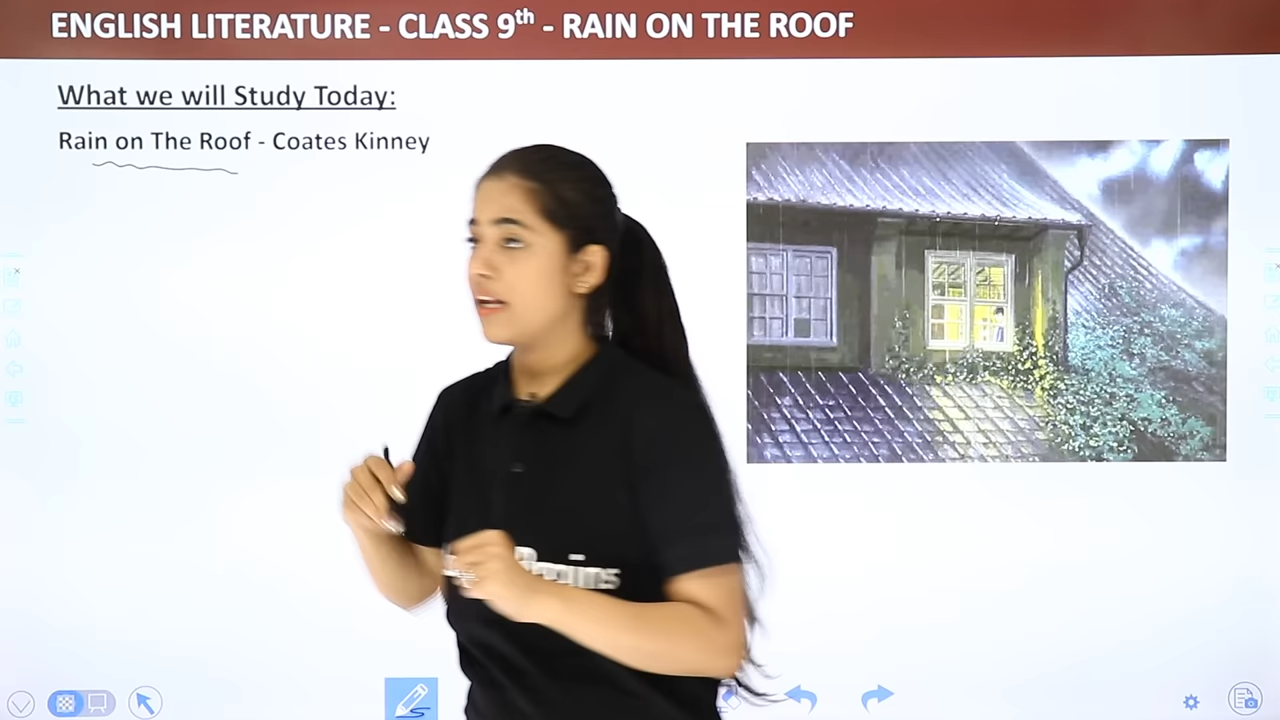 ENGLISH LITERATURE - CLASS 9th - RAIN ON THE ROOF
What we will Study Today:
Rain on The Roof - Coates Kinney